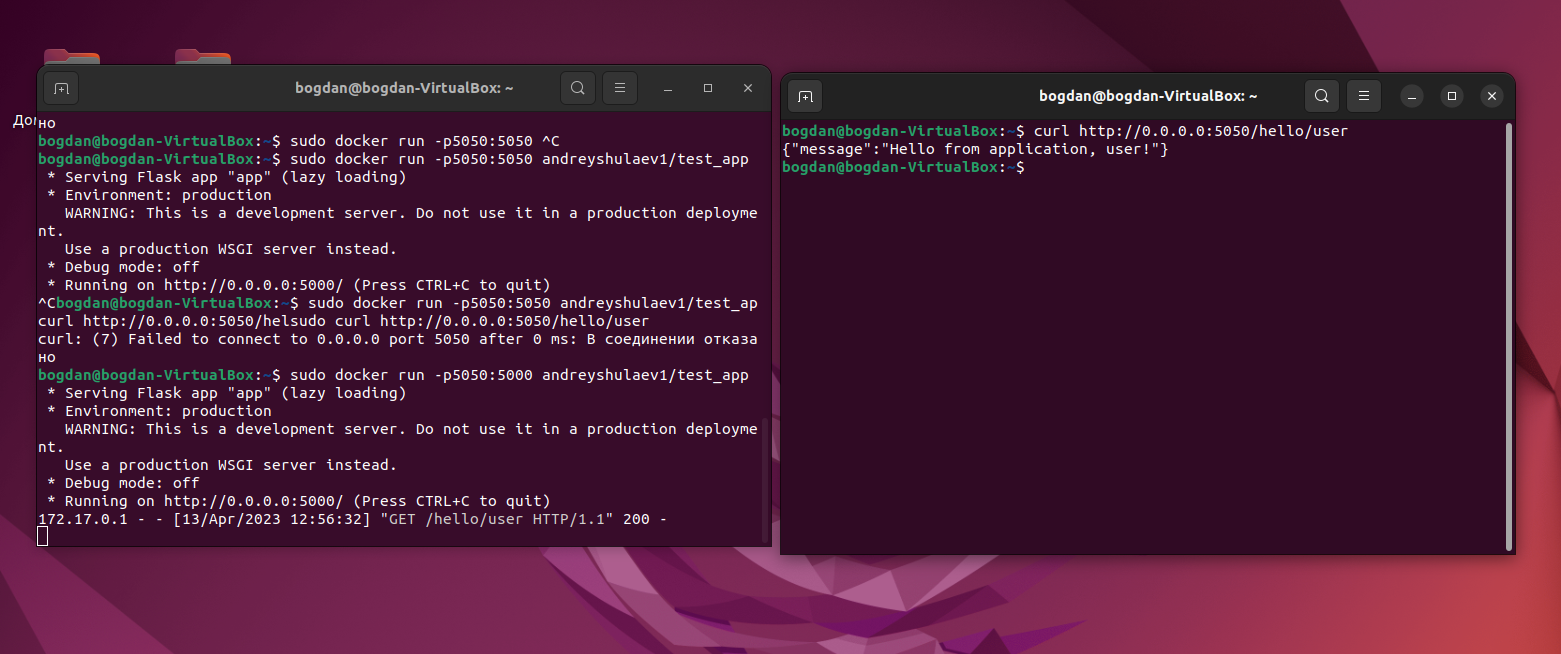 До
bogdan@bogdan-VirtualBox: ~
но
bogdan@bogdan-VirtualBox:~$ sudo docker run -p5050:5050 ^C
bogdan@bogdan-VirtualBox:~$ sudo docker run -p5050:5050 andreyshulaev1/test_app
 * Serving Flask app "app" (lazy loading)
 * Environment: production
   WARNING: This is a development server. Do not use it in a production deployme
nt.
   Use a production WSGI server instead.
 * Debug mode: off
 * Running on http://0.0.0.0:5000/ (Press CTRL+C to quit)
^Cbogdan@bogdan-VirtualBox:~$ sudo docker run -p5050:5050 andreyshulaev1/test_ap
curl http://0.0.0.0:5050/helsudo curl http://0.0.0.0:5050/hello/user
curl: (7) Failed to connect to 0.0.0.0 port 5050 after 0 ms: В соединении отказа
но
bogdan@bogdan-VirtualBox:~$ sudo docker run -p5050:5000 andreyshulaev1/test_app
 * Serving Flask app "app" (lazy loading)
 * Environment: production
   WARNING: This is a development server. Do not use it in a production deployme
nt.
   Use a production WSGI server instead.
 * Debug mode: off
 * Running on http://0.0.0.0:5000/ (Press CTRL+C to quit)
172.17.0.1 - - [13/Apr/2023 12:56:32] "GET /hello/user HTTP/1.1" 200 -
bogdan@bogdan-VirtualBox: ~
bogdan@bogdan-VirtualBox:~$ curl http://0.0.0.0:5050/hello/user
{"message":"Hello from application, user!"}
bogdan@bogdan-VirtualBox:~$